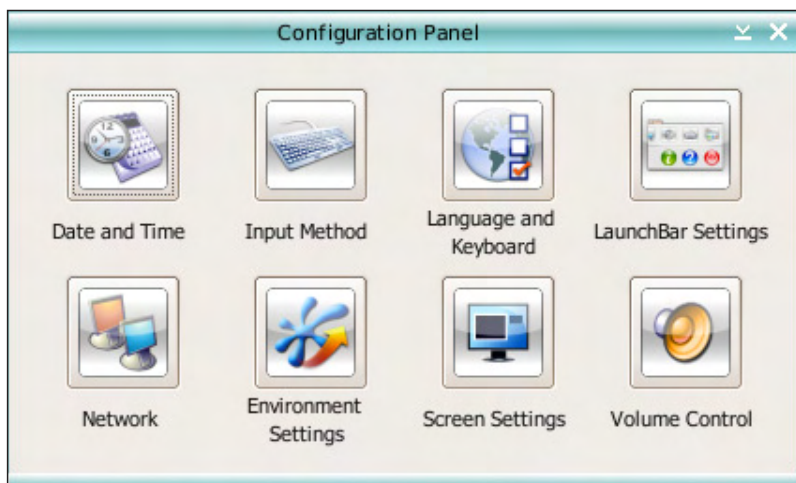 Configuration Panel
Date and Time
Input Method
Language and
Keyboard
LaunchBar Settings
Network
Environment
Settings
Screen Settings
Volume Control